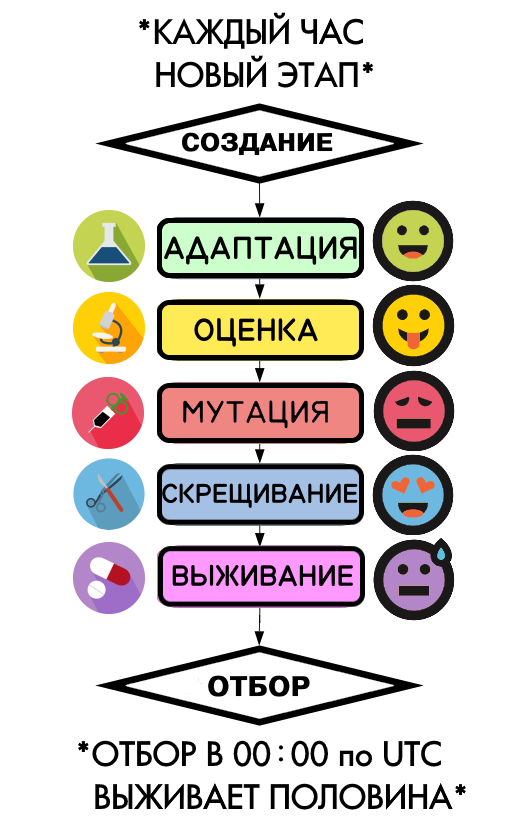 *КАЖДЫЙ ЧАС
НОВЫЙ ЭТАП*
СОЗДАНИЕ
АДАПТАЦИЯ
ОЦЕНКА
МУТАЦИЯ
СКРЕЩИВАНИЕ
ВЫЖИВАНИЕ
ОТБОР
*ОТБОР В 00:00 по UTC
ВЫЖИВАЕТ ПОЛОВИНА*